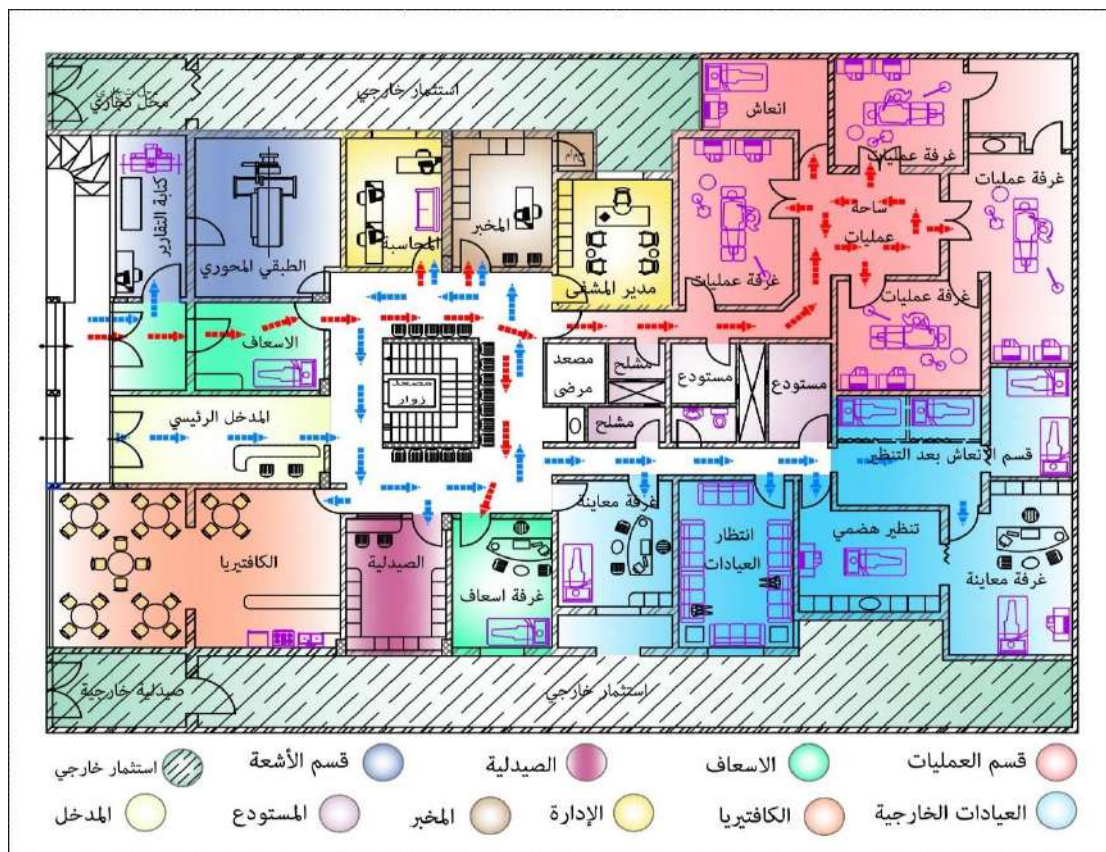 استثمار خارجي
محل تجاري
انعاش
غرفة عمليات
غرفة عمليات
ساحة
عمليات
غرفة عمليات
غرفة عمليات
كتابة التقارير
الطبقي المحوري
المحاسبة
المخبر
مدير المشفى
الاسعاف
مصعد
زوار
مصعد
مرضى
مشلح
مشلح
مستودع
مستودع
المدخل الرئيسي
قسم الانعاش بعد التنظير
الكافتيريا
الصيدلية
غرفة اسعاف
غرفة معاينة
انتظار
العيادات
تنظير هضمي
غرفة معاينة
صيدلية خارجية
استثمار خارجي
قسم العمليات
الاسعاف
الصيدلية
قسم الأشعة
استثمار خارجي
العيادات الخارجية
الكافتيريا
الإدارة
المخبر
المستودع
المدخل